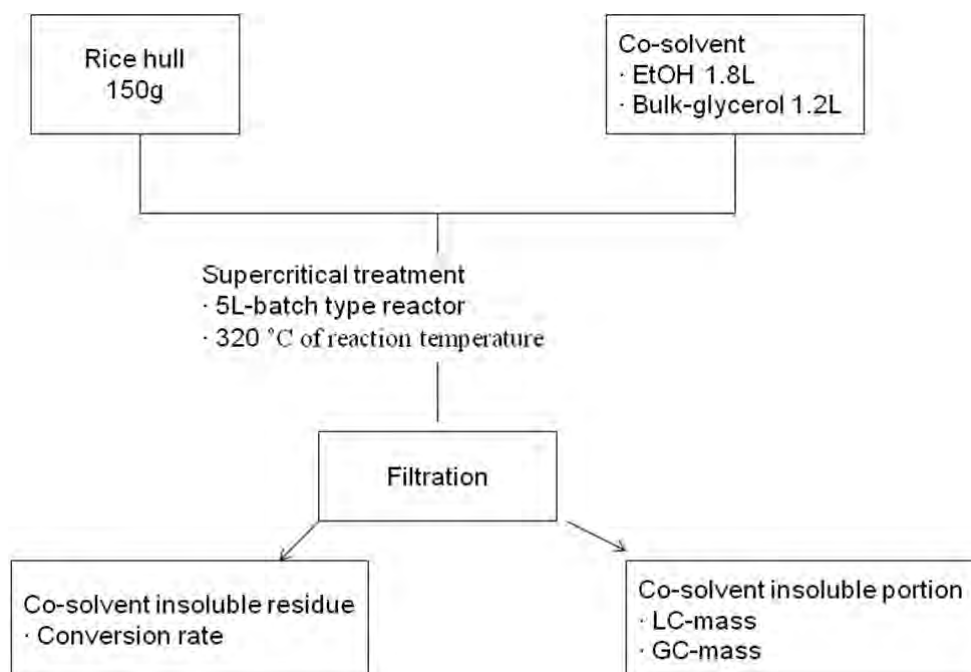 Rice hull
150g
Co-solvent
· EtOH 1.8L
· Bulk-glycerol 1.2L
Supercritical treatment
· 5L-batch type reactor
· 320 °C of reaction temperature
Filtration
Co-solvent insoluble residue
· Conversion rate
Co-solvent insoluble portion
· LC-mass
· GC-mass